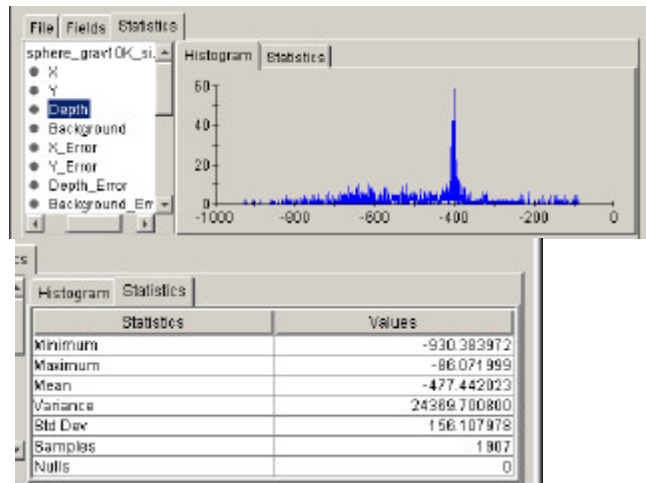 File Fields Statistics
sphere_grav10K_si.
X
Y
Depth
Background
X_Error
Y_Error
Depth_Error
Background_Err
Histogram Statistics
60
40
20
0
-1000 -800 -600 -400 -200 0
cs
Histogram Statistics
Statistics Values
Minimum -930.383972
Maximum -86.071999
Mean -477.442023
Variance 24369.700800
Std Dev 156.107978
Samples 1907
Nulls 0